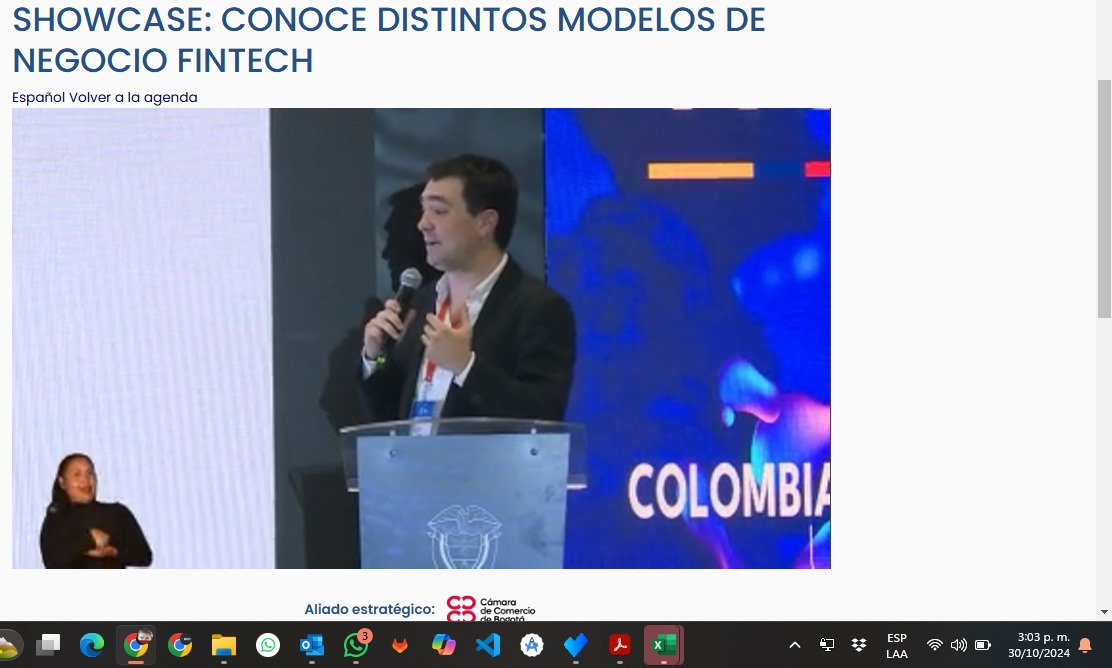 SHOWCASE: CONOCE DISTINTOS MODELOS DE
NEGOCIO FINTECH
Español Volver a la agenda
COLOMBIA
Aliado estratégico:
Cámara
de Comercio
de Bogotá
3
ESP
LAA
3:03 p. m.
30/10/2024